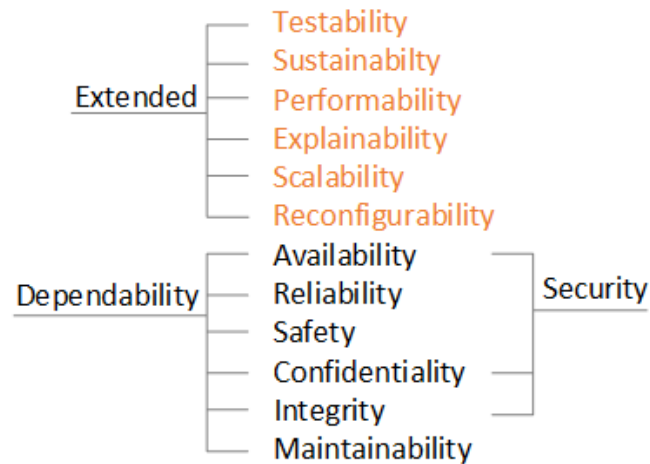 Testability
Sustainabilty
Extended
Performability
Explainability
Scalability
Reconfigurability
Availability
Dependability
Reliability
Security
Safety
Confidentiality
Integrity
Maintainability